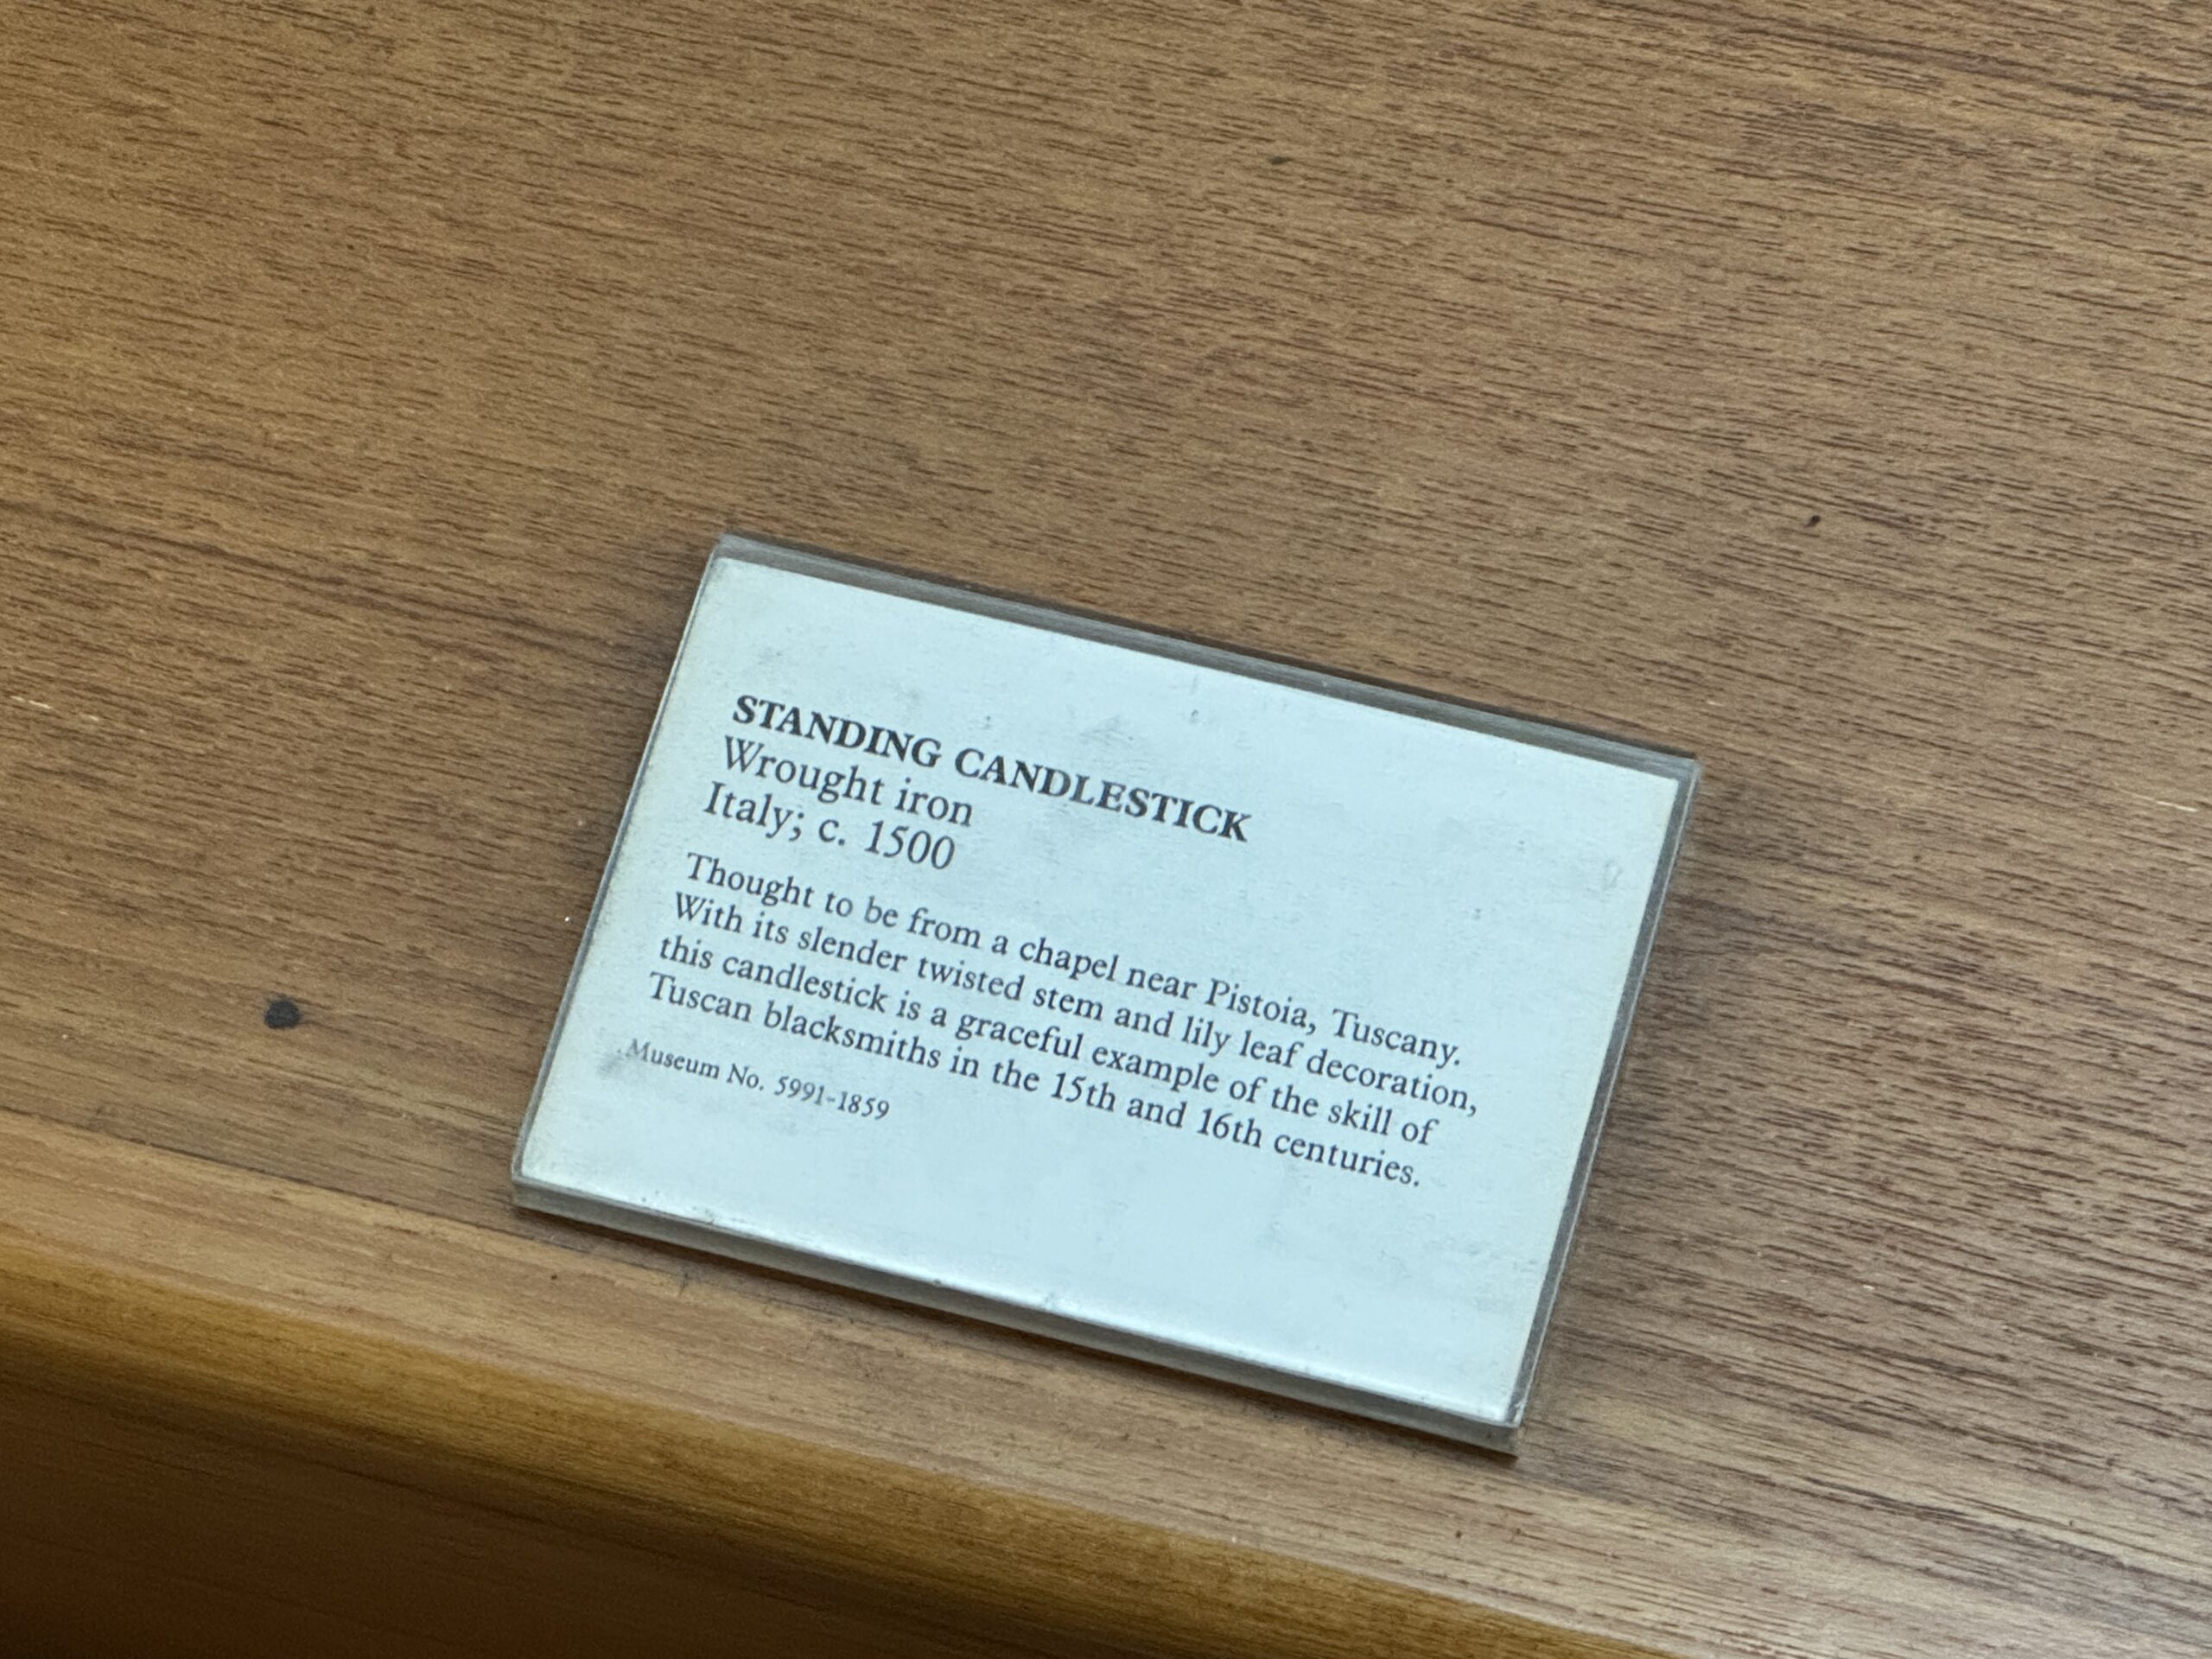 STANDING CANDLESTICK
Wrought iron
Italy; c. 1500
Thought to be from a chapel near Pistoia, Tuscany.
With its slender twisted stem and lily leaf decoration,
this candlestick is a graceful example of the skill of
Tuscan blacksmiths in the 15th and 16th centuries.
Museum No. 5991-1859